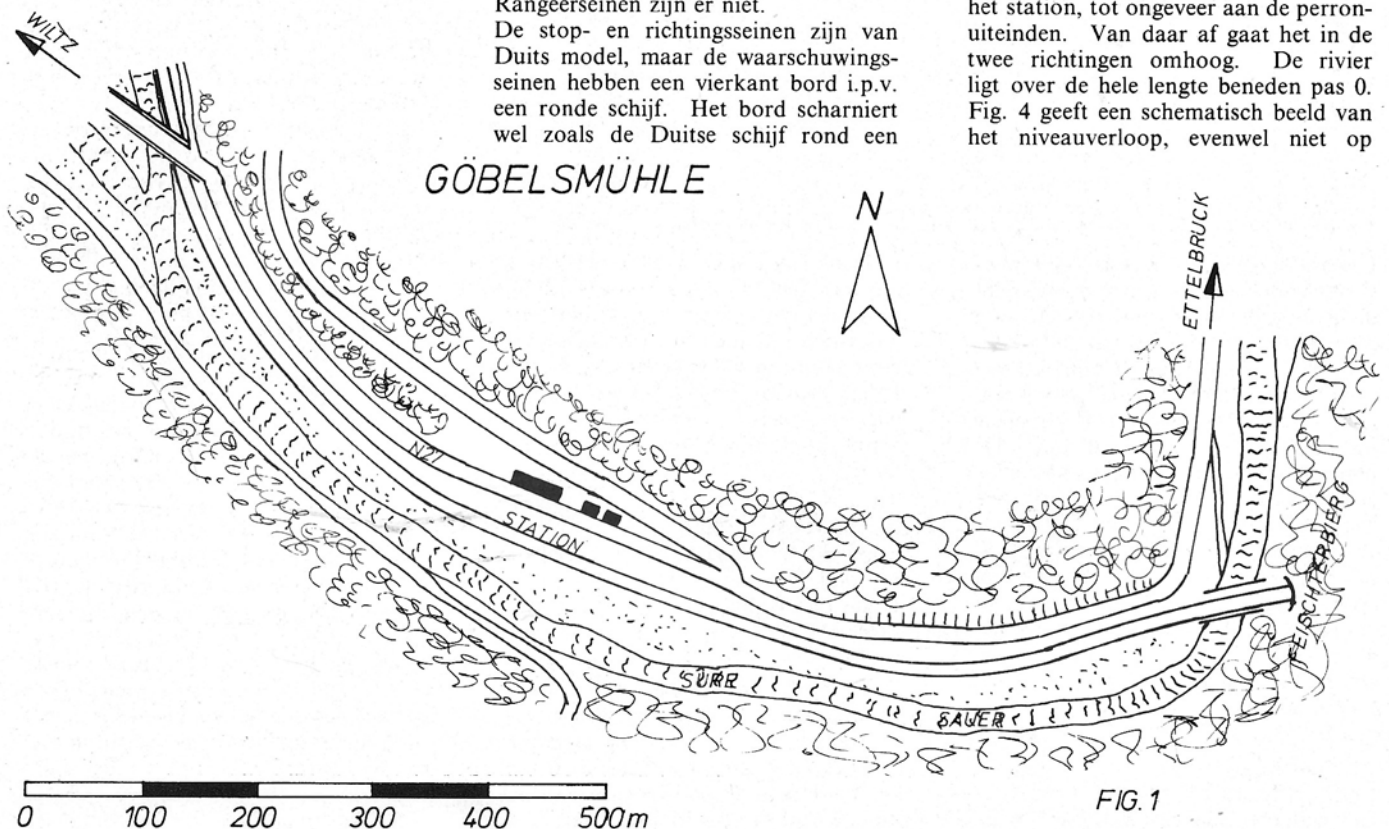 Rangeerseinen zijn er niet.
De stop- en richtingsseinen zijn van
Duits model, maar de waarschuwings-
seinen hebben een vierkant bord i.p.v.
een ronde schijf. Het bord scharniert
wel zoals de Duitse schijf rond een
het station, tot ongeveer aan de perron-
uiteinden. Van daar af gaat het in de
twee richtingen omhoog. De rivier
ligt over de hele lengte beneden pas 0.
Fig. 4 geeft een schematisch beeld van
het niveauverloop, evenwel niet op
WILTZ
GÖBELSMÜHLE
N
ETTELBRUCK
N27
STATION
FEISCHTERBIERG
SÛRE
SAUER
0 100 200 300 400 500m
FIG. 1